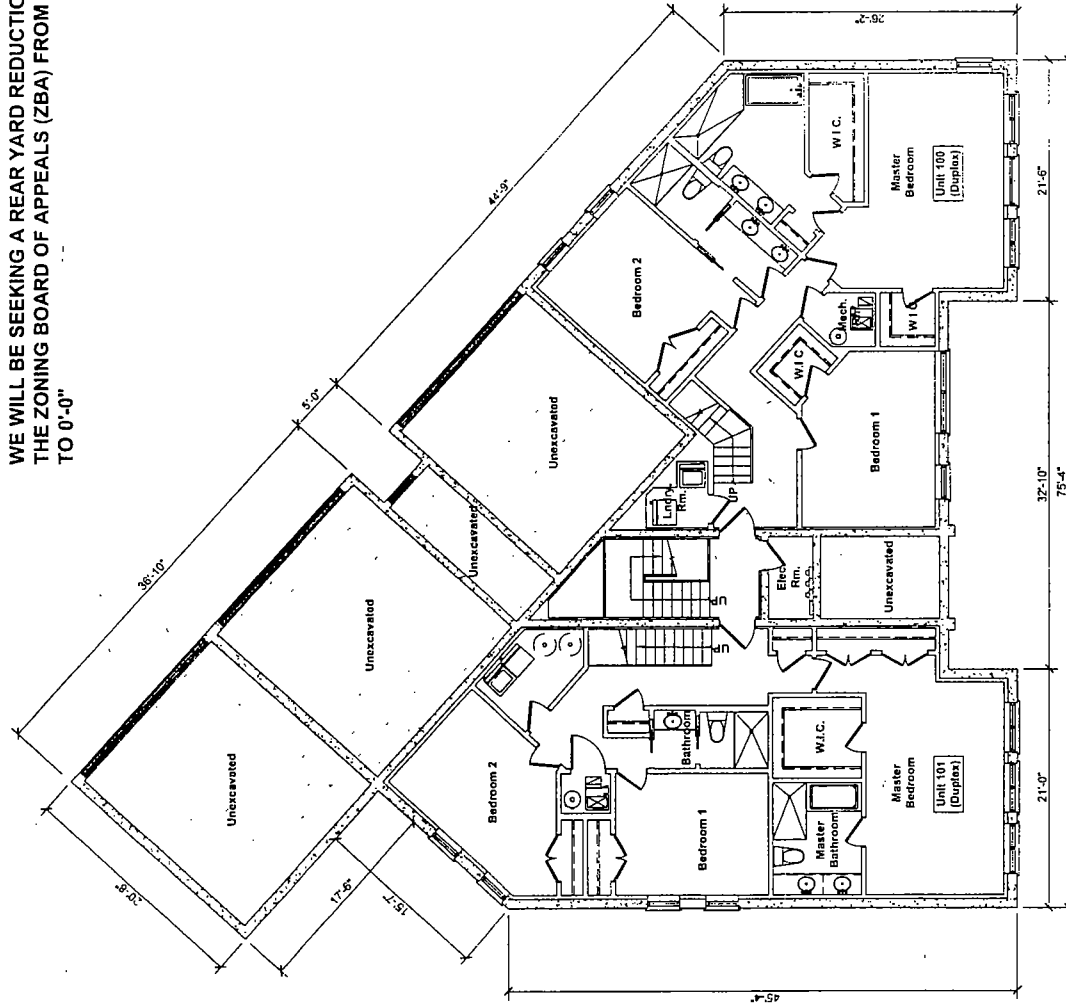 WE WILL BE SEEKING A REAR YARD REDUCTIO
THE ZONING BOARD OF APPEALS (ZBA) FROM
TO 0'-0"
26'-2"
44'-9"
5'-0"
36'-10"
20'-8"
17'-6"
15'-7"
45'-4"
21'-6"
32'-10"
75'-4"
21'-0"
W.I.C.
Master
Bedroom
Unit 100
(Duplex)
Bedroom 2
Mech.
W.I.C
W.I.C
Bedroom 1
Unexcavated
Lndry.
Rm.
UP
Unexcavated
UP
Elec.
Rm.
Unexcavated
Unexcavated
UP
Unexcavated
Bedroom 2
Bathroom
W.I.C.
Bedroom 1
Master
Bathroom
Master
Bedroom
Unit 101
(Duplex)